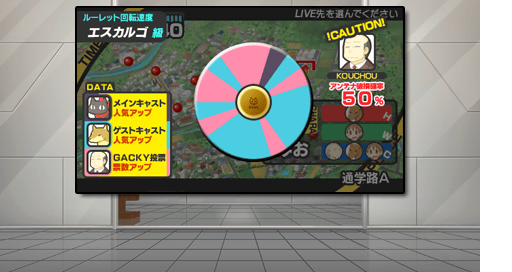 ルーレット回転速度
エスカルゴ 級
LIVE先を選んでください
!CAUTION!
KOUCHOU
アンテナ破損確率
50%
DATA
メインキャスト
人気アップ
ゲストキャスト
人気アップ
GACKY投票
票数アップ
TIME
H
W
C
お
通学路A